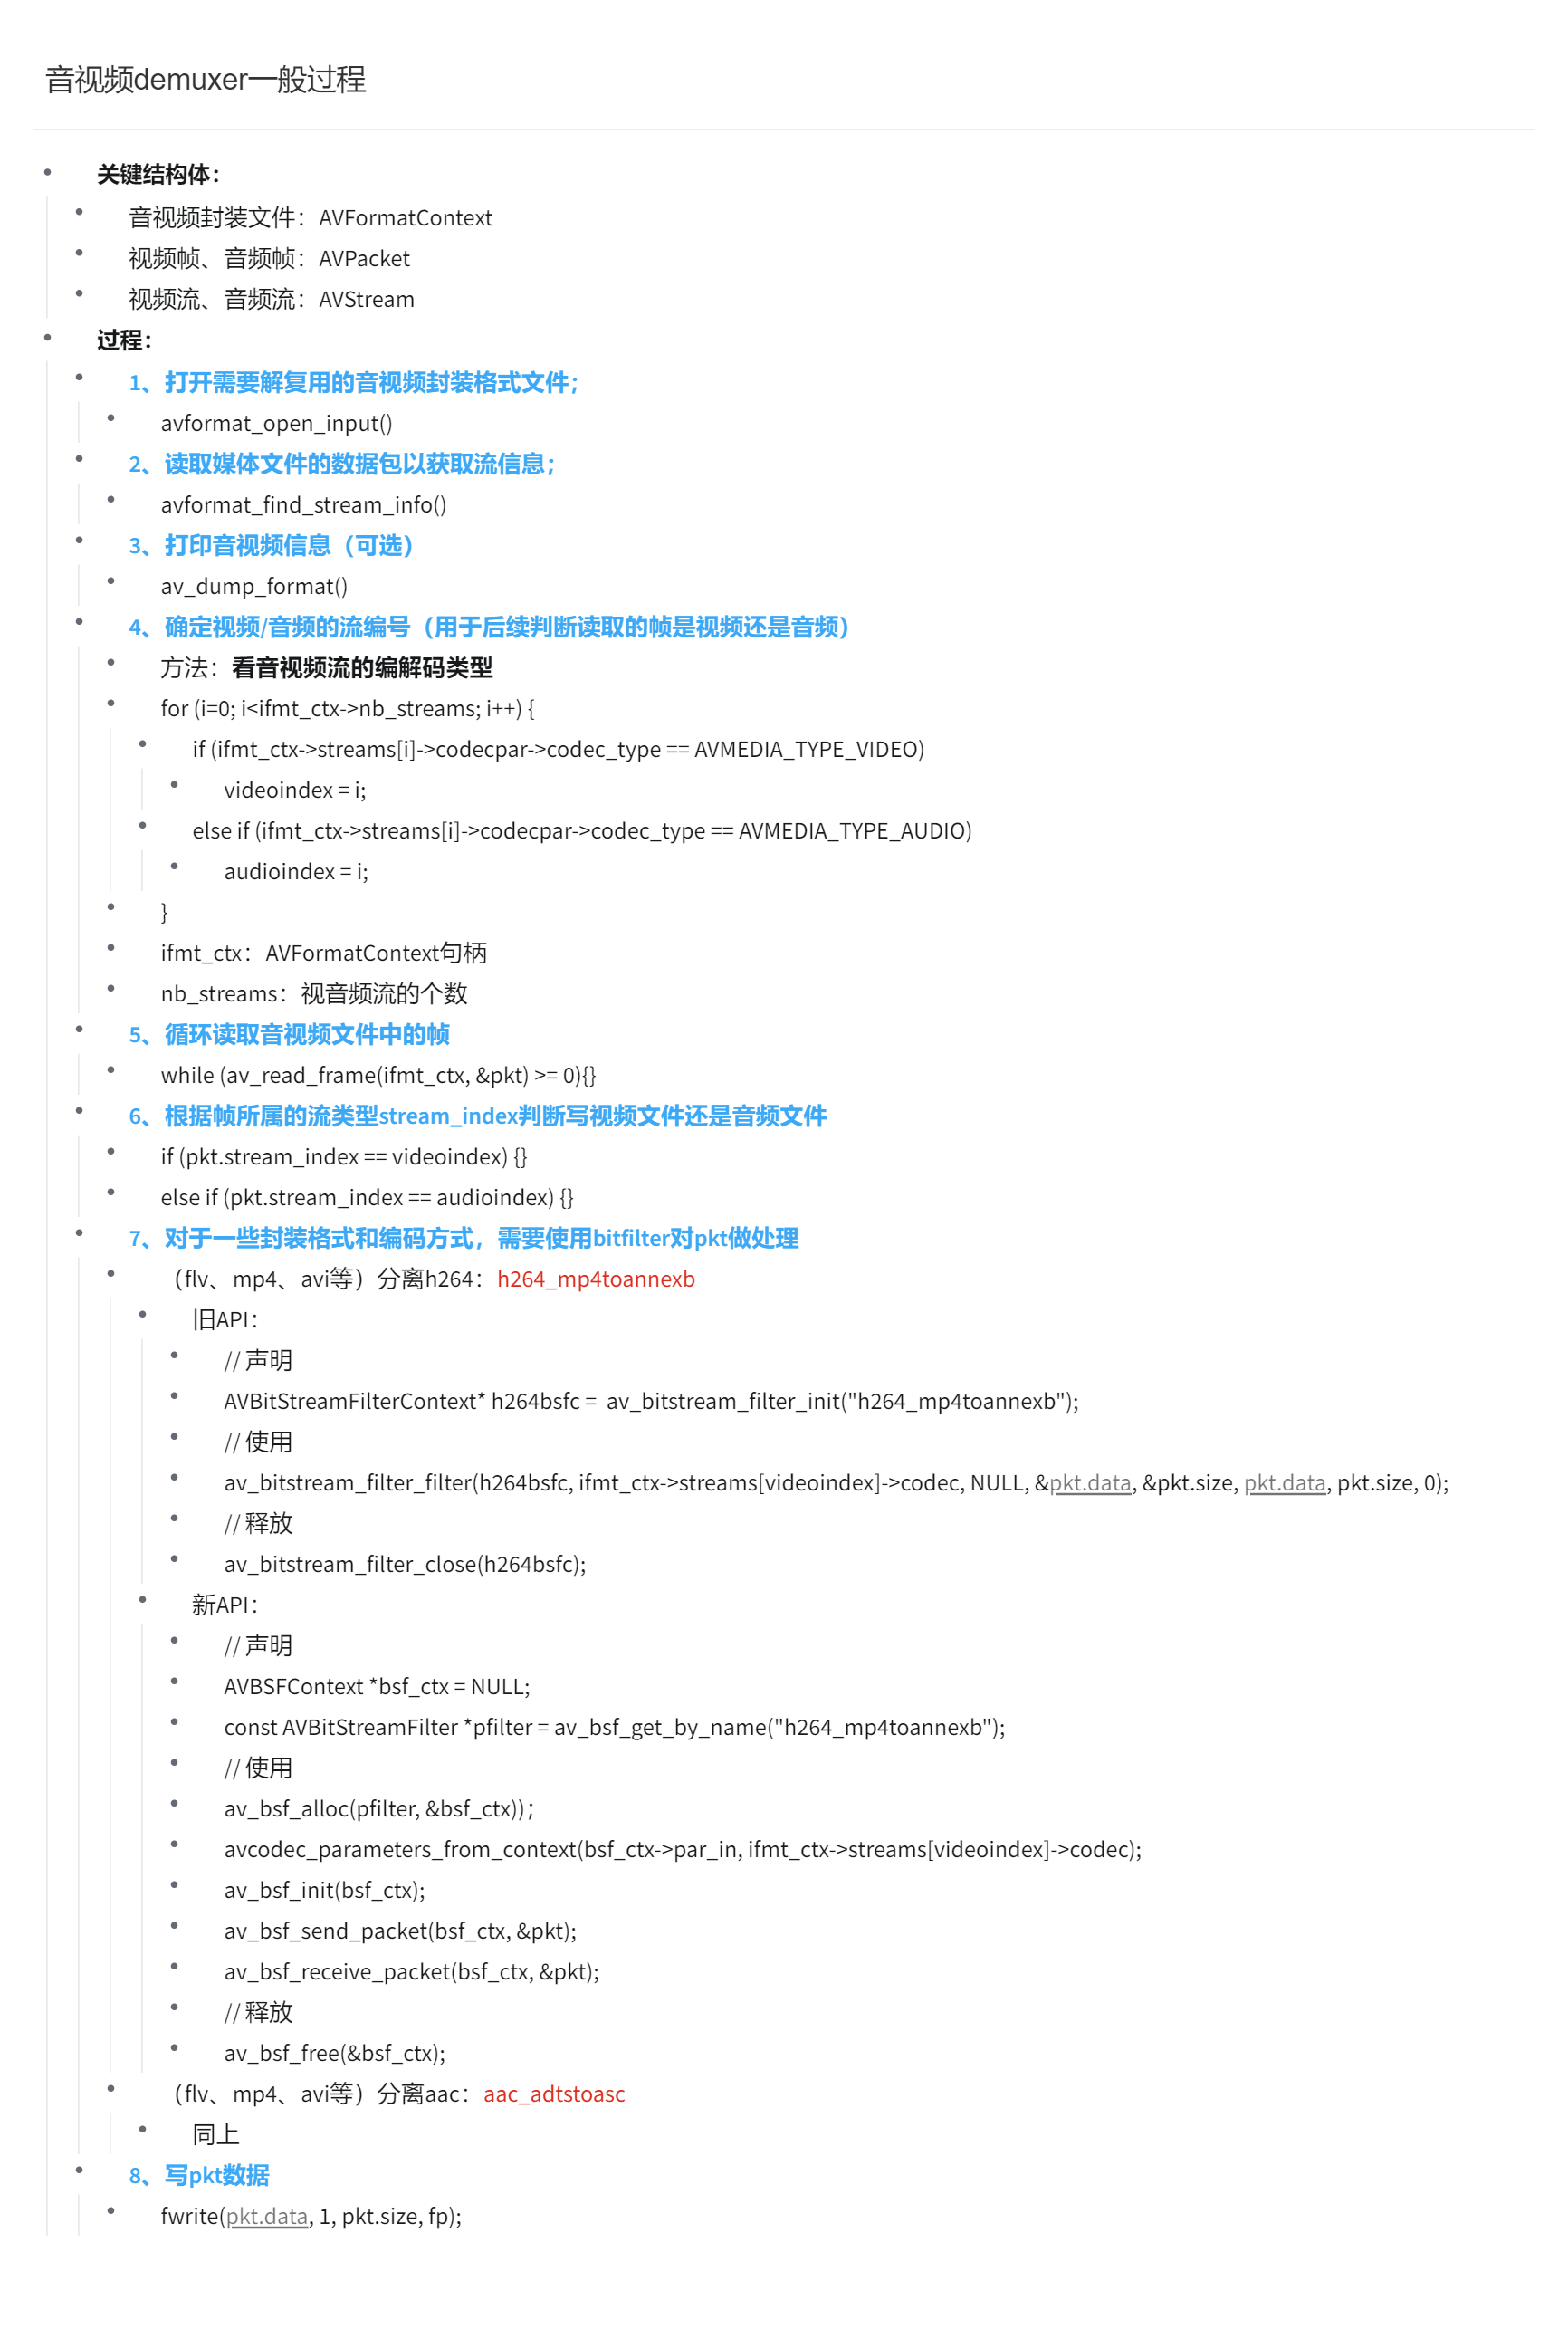 音视频demuxer一般过程
关键结构体：
音视频封装文件：AVFormatContext
视频帧、音频帧：AVPacket
视频流、音频流：AVStream
过程：
1、打开需要解复用的音视频封装格式文件；
avformat_open_input()
2、读取媒体文件的数据包以获取流信息；
avformat_find_stream_info()
3、打印音视频信息（可选）
av_dump_format()
4、确定视频/音频的流编号（用于后续判断读取的帧是视频还是音频）
方法：看音视频流的编解码类型
for (i=0; i<ifmt_ctx->nb_streams; i++) {
if (ifmt_ctx->streams[i]->codecpar->codec_type == AVMEDIA_TYPE_VIDEO)
videoindex = i;
else if (ifmt_ctx->streams[i]->codecpar->codec_type == AVMEDIA_TYPE_AUDIO)
audioindex = i;
}
ifmt_ctx：AVFormatContext句柄
nb_streams：视音频流的个数
5、循环读取音视频文件中的帧
while (av_read_frame(ifmt_ctx, &pkt) >= 0){}
6、根据帧所属的流类型stream_index判断写视频文件还是音频文件
if (pkt.stream_index == videoindex) {}
else if (pkt.stream_index == audioindex) {}
7、对于一些封装格式和编码方式，需要使用bitfilter对pkt做处理
（flv、mp4、avi等）分离h264：h264_mp4toannexb
旧API：
// 声明
AVBitStreamFilterContext* h264bsfc =  av_bitstream_filter_init("h264_mp4toannexb");
// 使用
av_bitstream_filter_filter(h264bsfc, ifmt_ctx->streams[videoindex]->codec, NULL, &pkt.data, &pkt.size, pkt.data, pkt.size, 0);
// 释放
av_bitstream_filter_close(h264bsfc);
新API：
// 声明
AVBSFContext *bsf_ctx = NULL;
const AVBitStreamFilter *pfilter = av_bsf_get_by_name("h264_mp4toannexb");
// 使用
av_bsf_alloc(pfilter, &bsf_ctx))；
avcodec_parameters_from_context(bsf_ctx->par_in, ifmt_ctx->streams[videoindex]->codec);
av_bsf_init(bsf_ctx);
av_bsf_send_packet(bsf_ctx, &pkt);
av_bsf_receive_packet(bsf_ctx, &pkt);
// 释放
av_bsf_free(&bsf_ctx);
（flv、mp4、avi等）分离aac：aac_adtstoasc
同上
8、写pkt数据
fwrite(pkt.data, 1, pkt.size, fp);